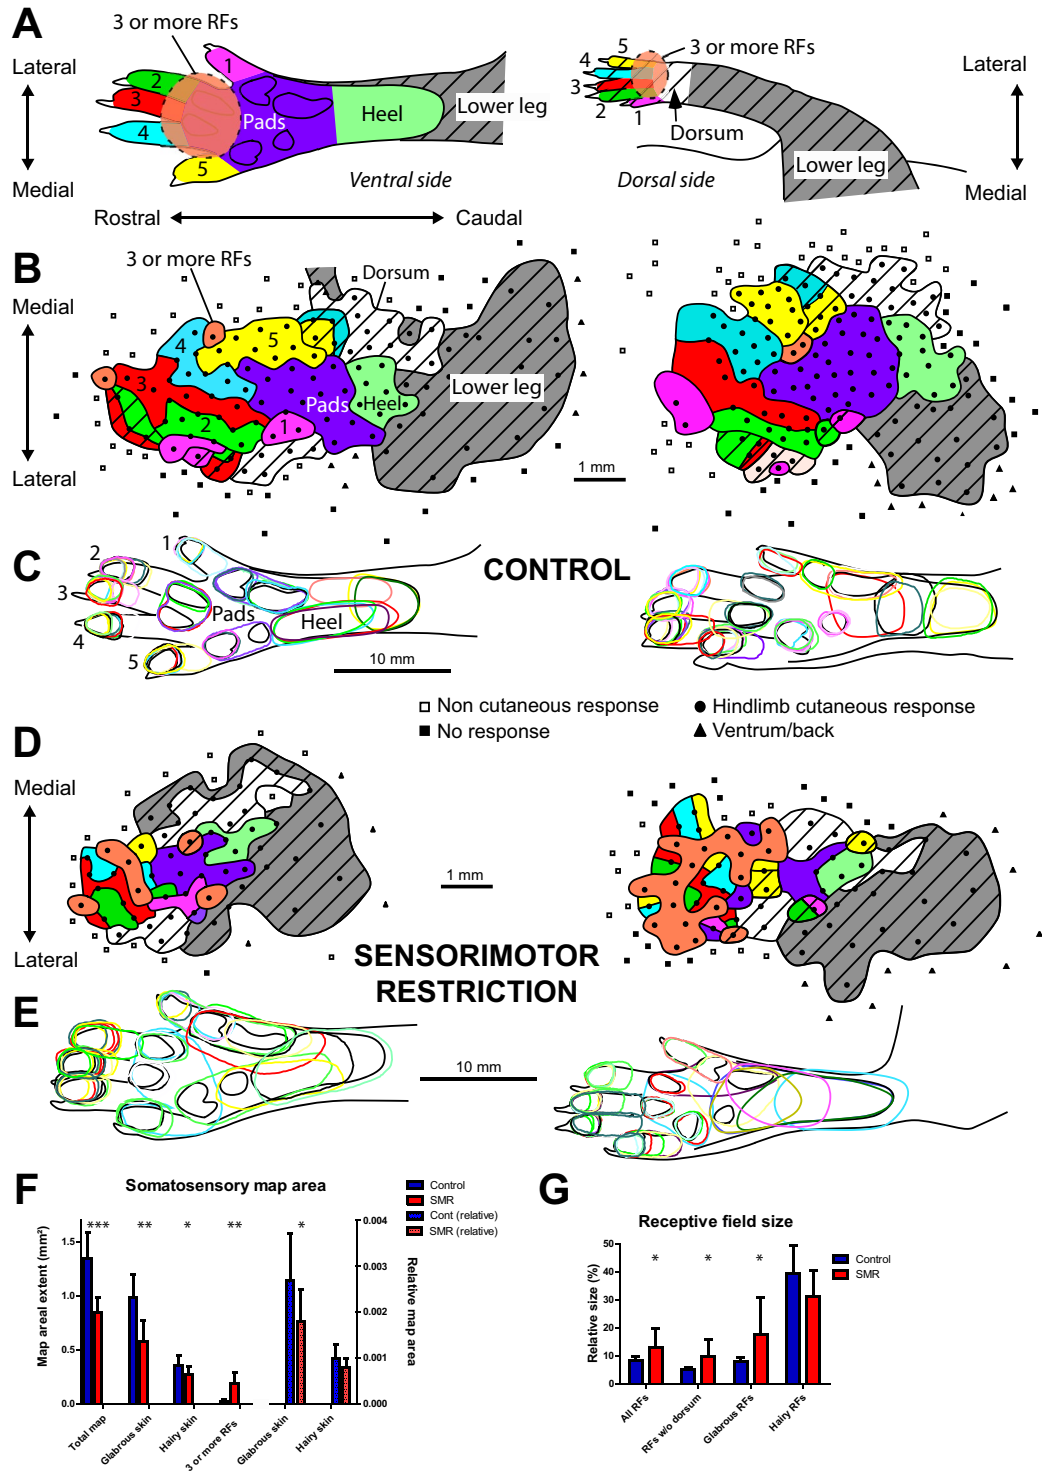 A
3 or more RFs
Lateral
Medial
1
2
3
4
5
Pads
Heel
Lower leg
Ventral side
Rostral
Caudal
5
4
3
2
1
3 or more RFs
Dorsum
Lower leg
Dorsal side
Lateral
Medial
B
3 or more RFs
Dorsum
Medial
Lateral
4
5
3
2
1
Pads
Heel
Lower leg
1 mm
C
1
2
3
4
5
Pads
Heel
CONTROL
10 mm
Non cutaneous response
Hindlimb cutaneous response
No response
Ventrum/back
D
Medial
Lateral
1 mm
SENSORIMOTOR
RESTRICTION
E
10 mm
F
Somatosensory map area
Control
SMR
Cont (relative)
SMR (relative)
*** ** * ** *
Map areal extent (mm²)
1.5
1.0
0.5
0.0
0.004
0.003
0.002
0.001
0.000
Relative map area
Total map
Glabrous skin
Hairy skin
3 or more RFs
Glabrous skin
Hairy skin
G
Receptive field size
Control
SMR
* * *
Relative size (%)
50
40
30
20
10
0
All RFs
RFs w/o dorsum
Glabrous RFs
Hairy RFs